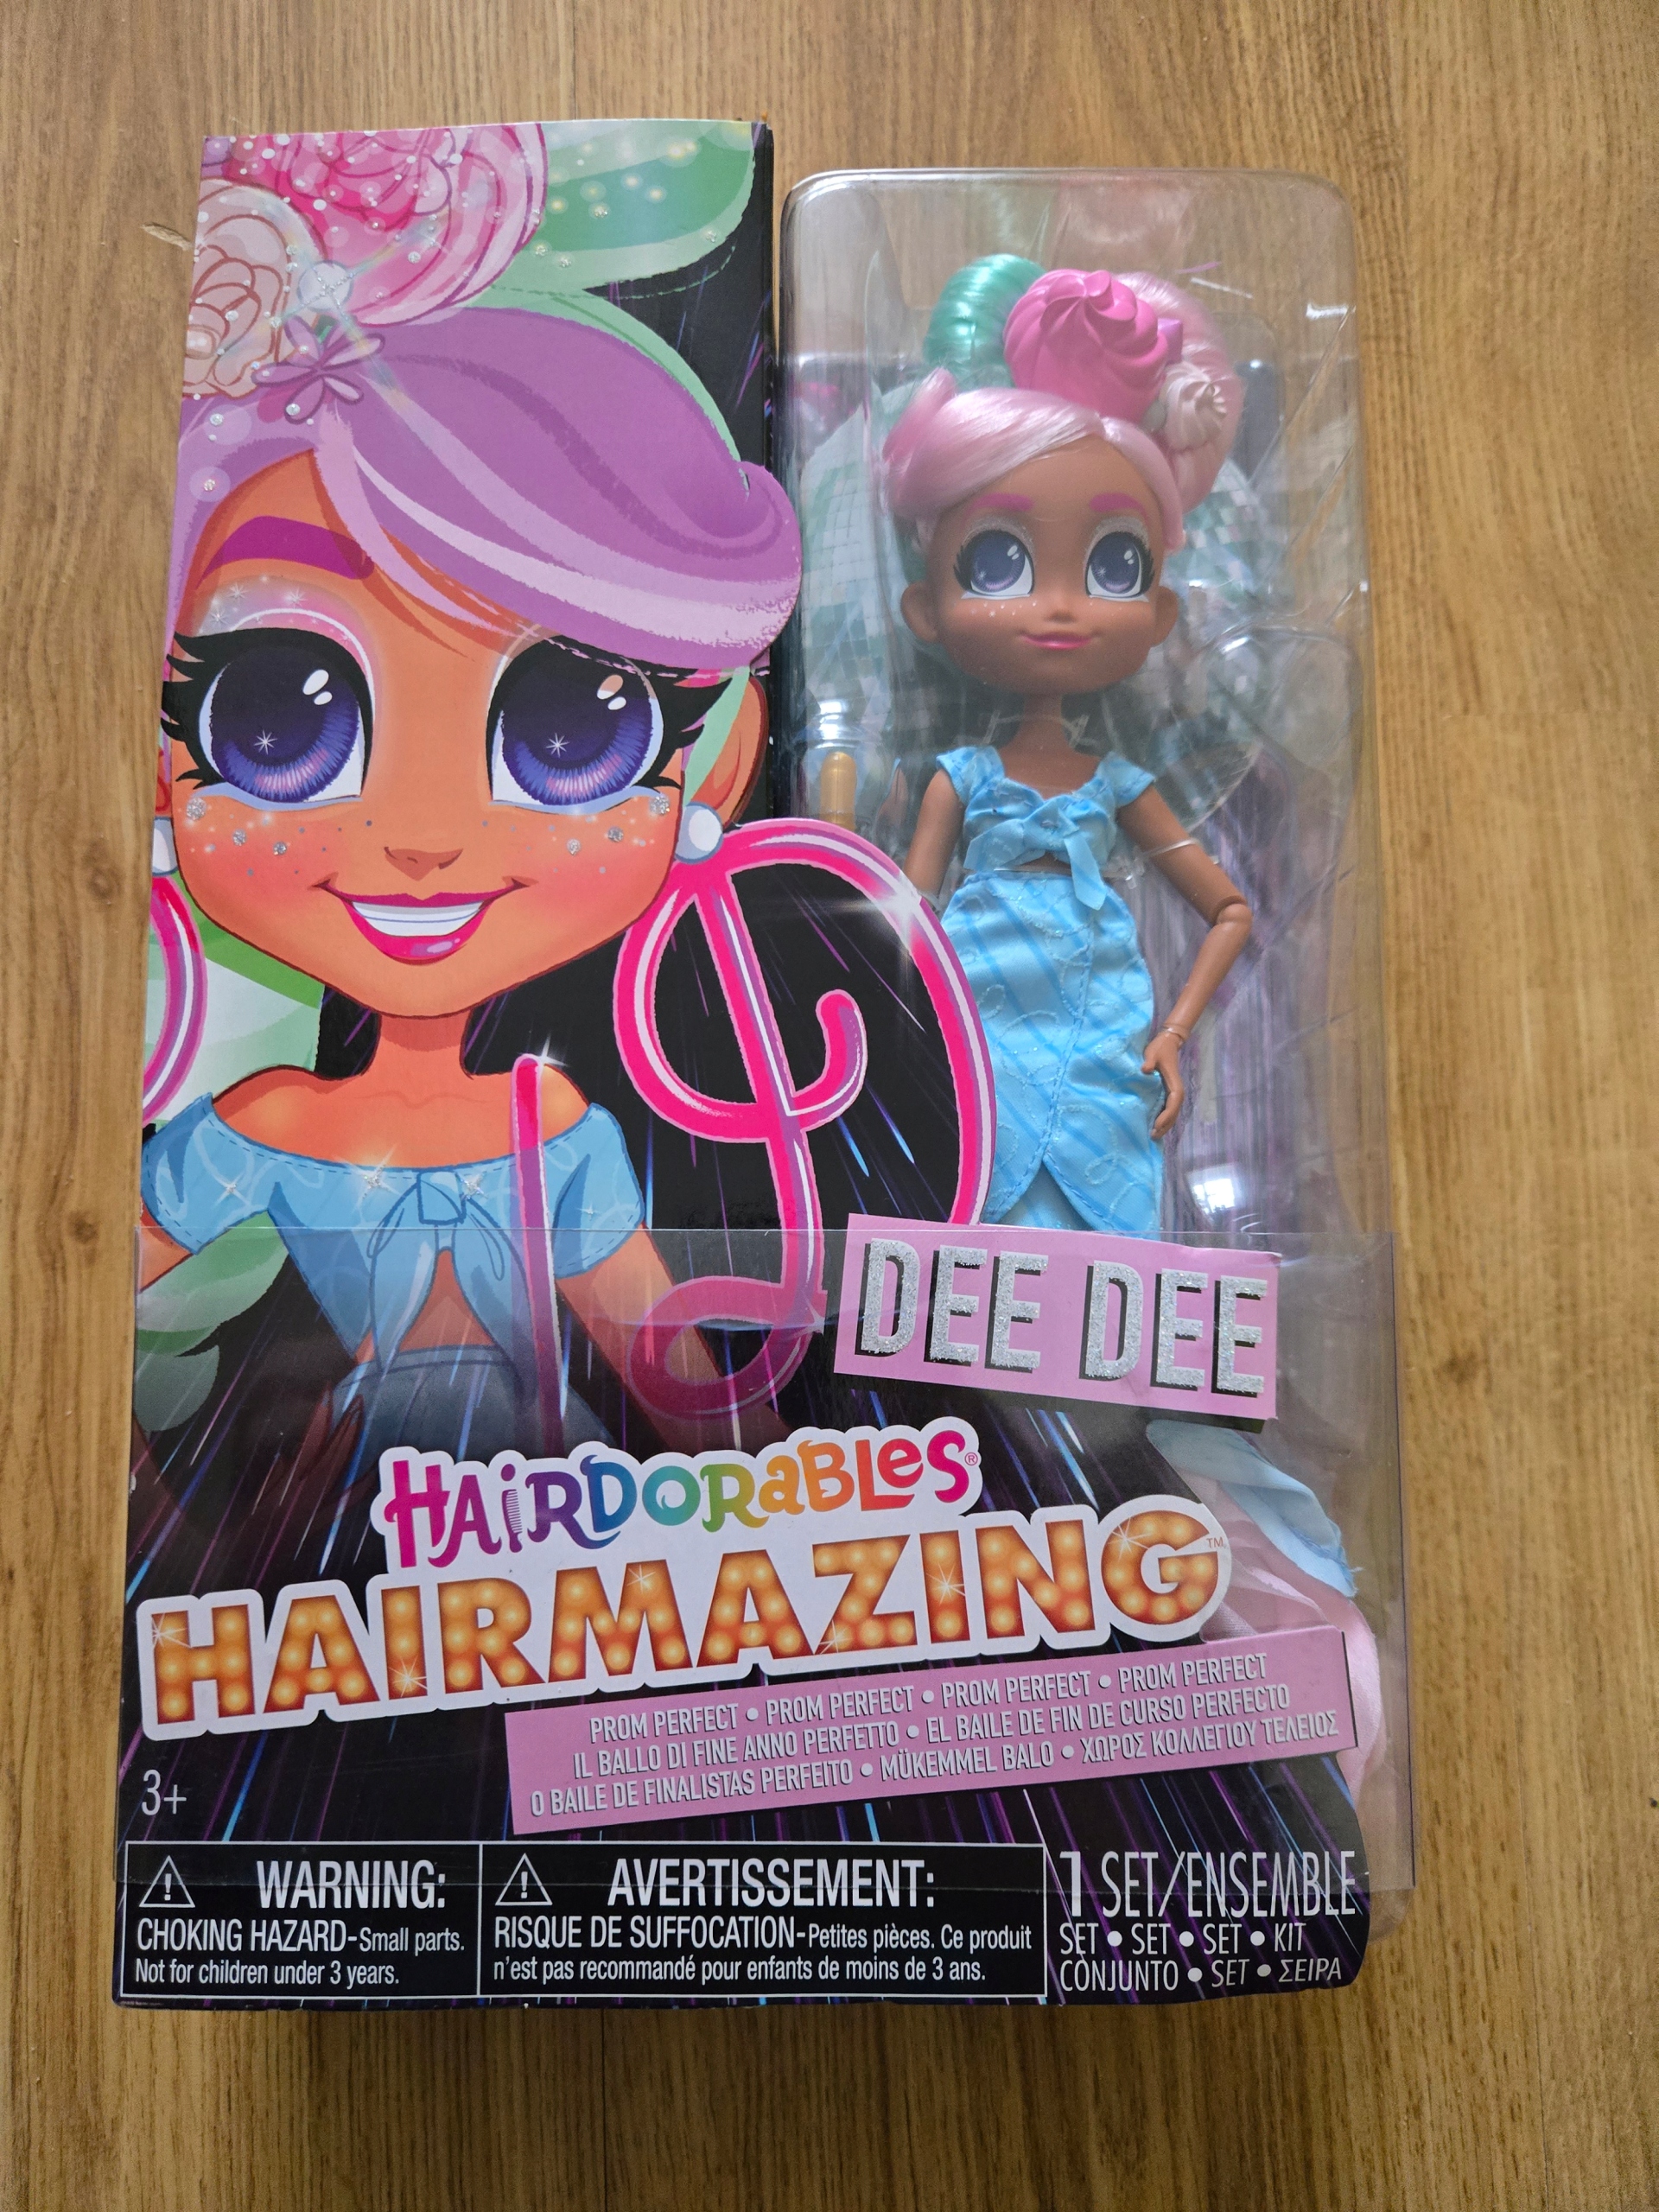 DEE DEE
HAIRDORABLES®
HAIRMAZING™
PROM PERFECT • PROM PERFECT • PROM PERFECT • PROM PERFECT
IL BALLO DI FINE ANNO PERFETTO • EL BAILE DE FIN DE CURSO PERFECTO
O BAILE DE FINALISTAS PERFEITO • MÜKEMMEL BALO • ΧΩΡΟΣ ΚΟΛΛΕΓΙΟΥ ΤΕΛΕΙΟΣ
3+
WARNING:
CHOKING HAZARD-Small parts.
Not for children under 3 years.
AVERTISSEMENT:
RISQUE DE SUFFOCATION-Petites pièces. Ce produit
n'est pas recommandé pour enfants de moins de 3 ans.
1 SET/ENSEMBLE
SET • SET • SET • KIT
CONJUNTO • SET • ΣΕΙΡΑ